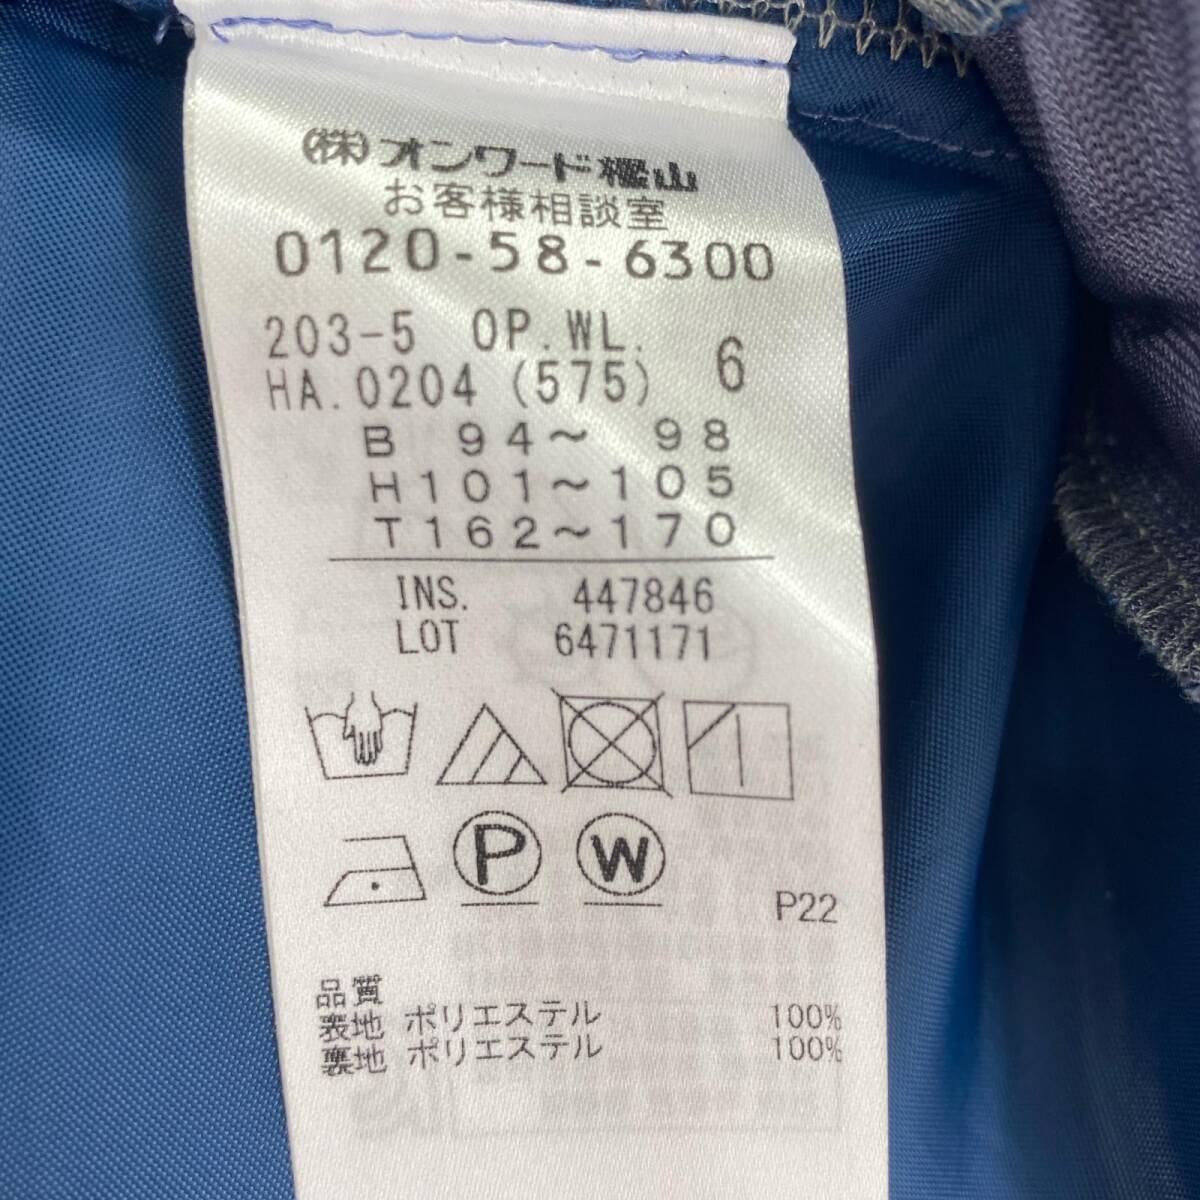 ㈱オンワード樫山
お客様相談室
0120-58-6300
203-5 OP.WL. 6
HA.0204 (575)
B 94～ 98
H101～105
T162～170
INS. 447846
LOT 6471171
P W
P22
品質
表地 ポリエステル 100%
裏地 ポリエステル 100%